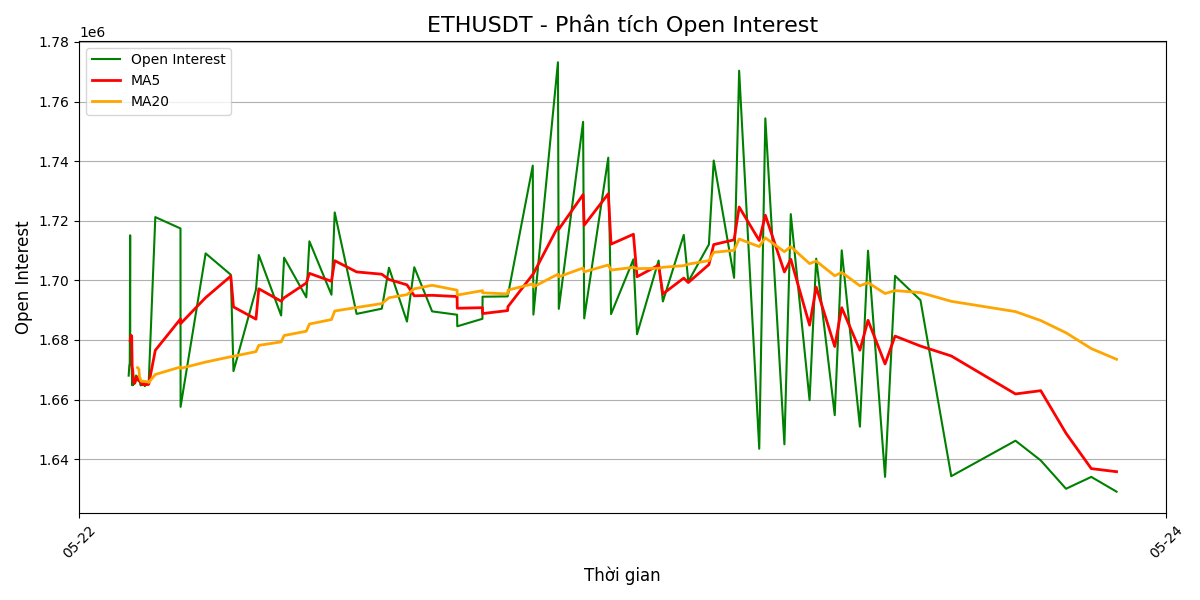 ETHUSDT - Phân tích Open Interest
1e6
1.78
1.76
1.74
1.72
1.70
1.68
1.66
1.64
Open Interest
Open Interest
MA5
MA20
05-22
05-24
Thời gian